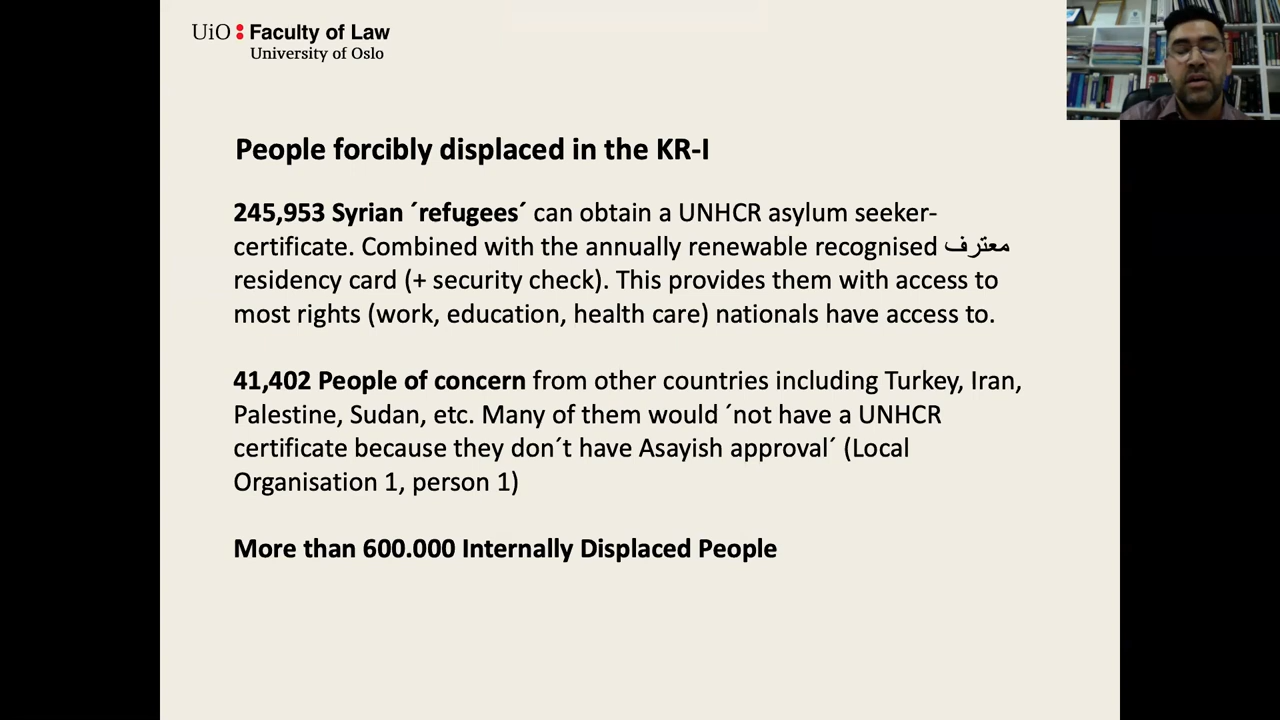 UiO : Faculty of Law
University of Oslo
People forcibly displaced in the KR-I
245,953 Syrian ´refugees´ can obtain a UNHCR asylum seeker-
certificate. Combined with the annually renewable recognised معترف
residency card (+ security check). This provides them with access to
most rights (work, education, health care) nationals have access to.
41,402 People of concern from other countries including Turkey, Iran,
Palestine, Sudan, etc. Many of them would ´not have a UNHCR
certificate because they don´t have Asayish approval´ (Local
Organisation 1, person 1)
More than 600.000 Internally Displaced People